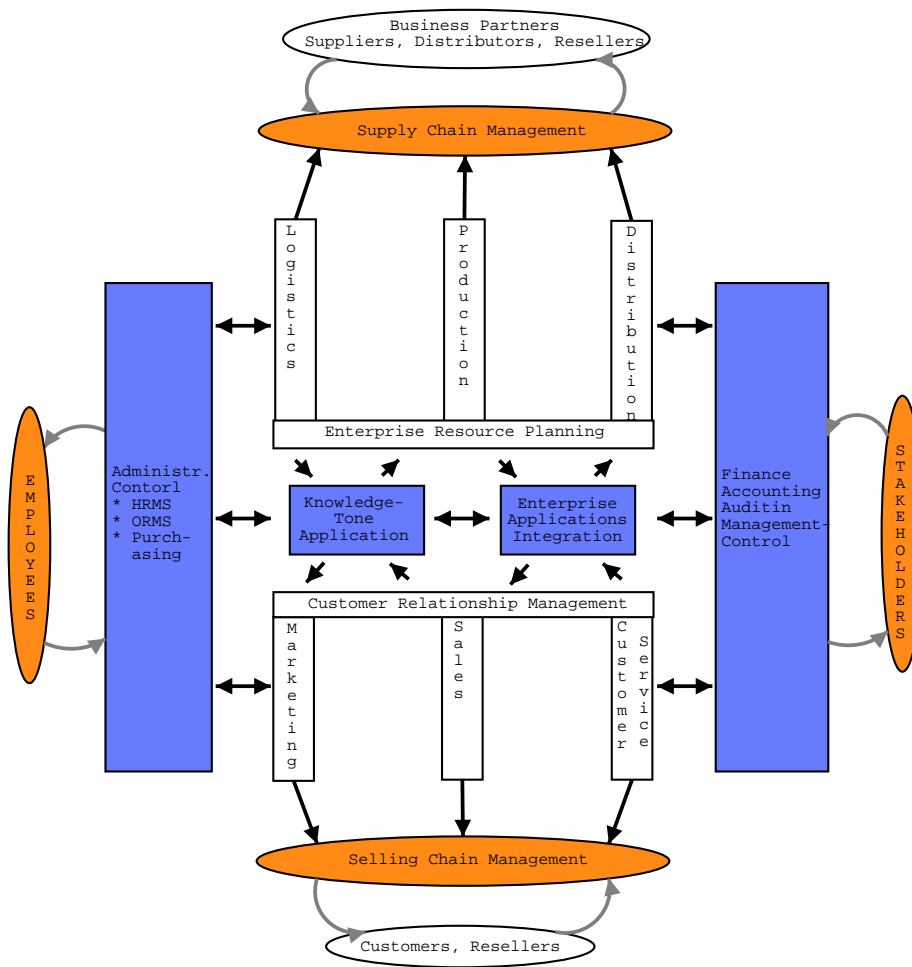 Business Partners
Suppliers, Distributors, Resellers
Supply Chain Management
Logistics
Production
Distribution
Enterprise Resource Planning
EMPLOYEES
Administr.
Contorl
* HRMS
* ORMS
* Purch-
asing
Knowledge-
Tone
Application
Enterprise
Applications
Integration
Finance
Accounting
Auditin
Management-
Control
STAKEHOLDERS
Customer Relationship Management
Marketing
Sales
Customer
Service
Selling Chain Management
Customers, Resellers